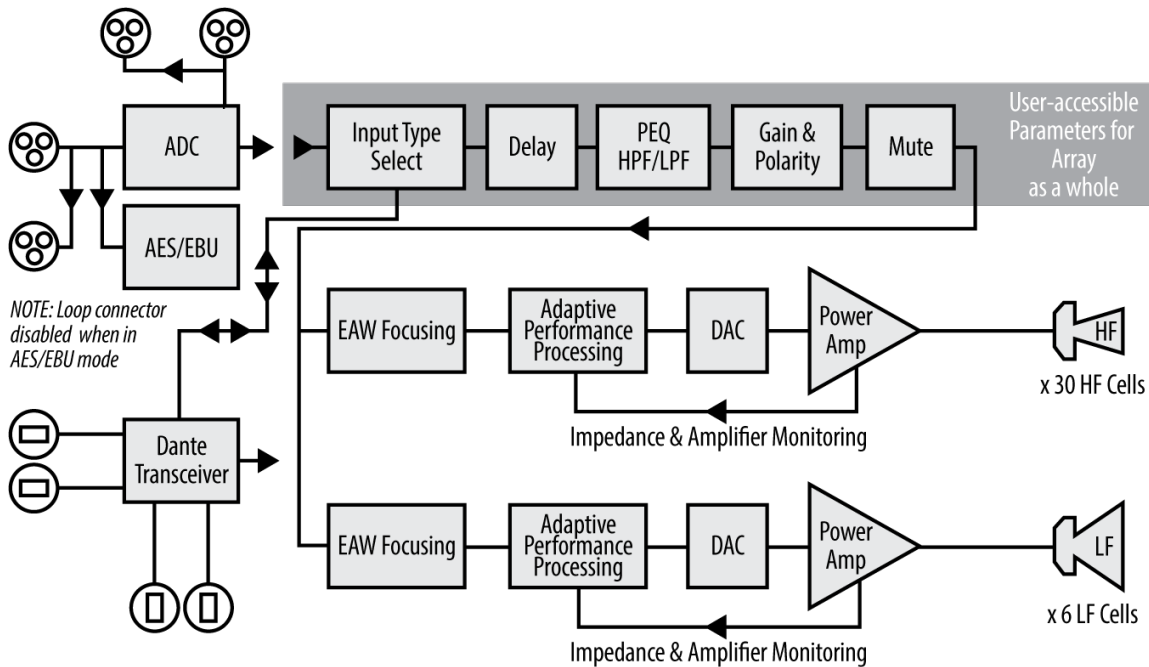 ADC
AES/EBU
NOTE: Loop connector
disabled when in
AES/EBU mode
Dante
Transceiver
Input Type
Select
Delay
PEQ
HPF/LPF
Gain &
Polarity
Mute
User-accessible
Parameters for
Array
as a whole
EAW Focusing
Adaptive
Performance
Processing
DAC
Power
Amp
HF
x 30 HF Cells
Impedance & Amplifier Monitoring
EAW Focusing
Adaptive
Performance
Processing
DAC
Power
Amp
LF
x 6 LF Cells
Impedance & Amplifier Monitoring